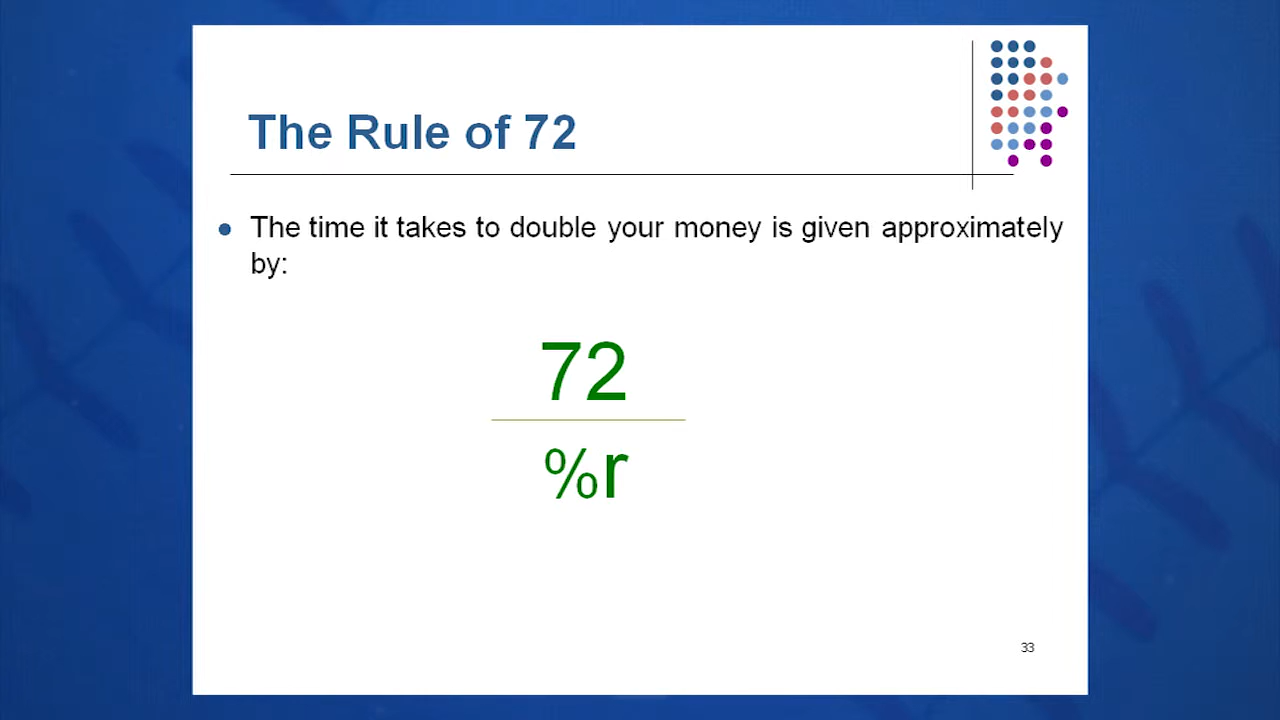 The Rule of 72
The time it takes to double your money is given approximately
by:
72
%r
33